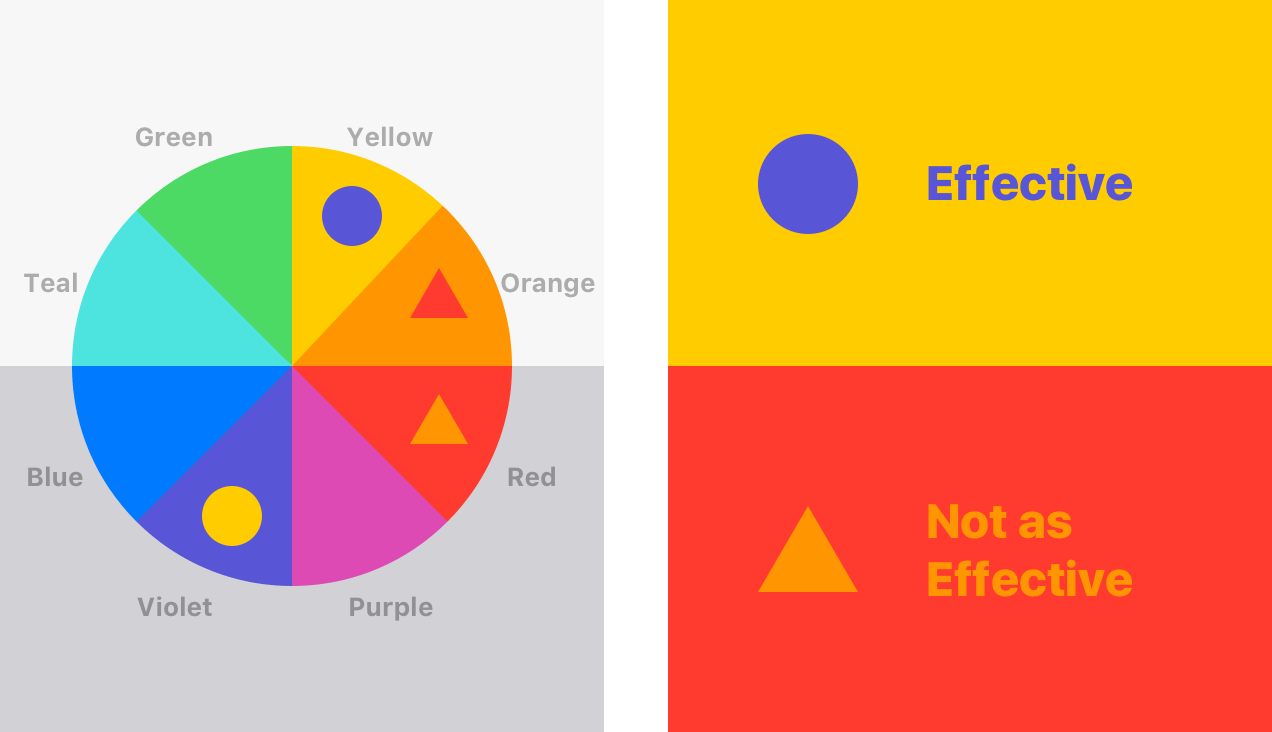 Green
Yellow
Teal
Orange
Blue
Red
Violet
Purple
Effective
Not as
Effective